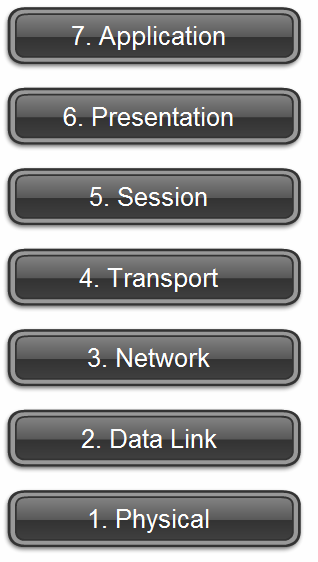 7. Application
6. Presentation
5. Session
4. Transport
3. Network
2. Data Link
1. Physical